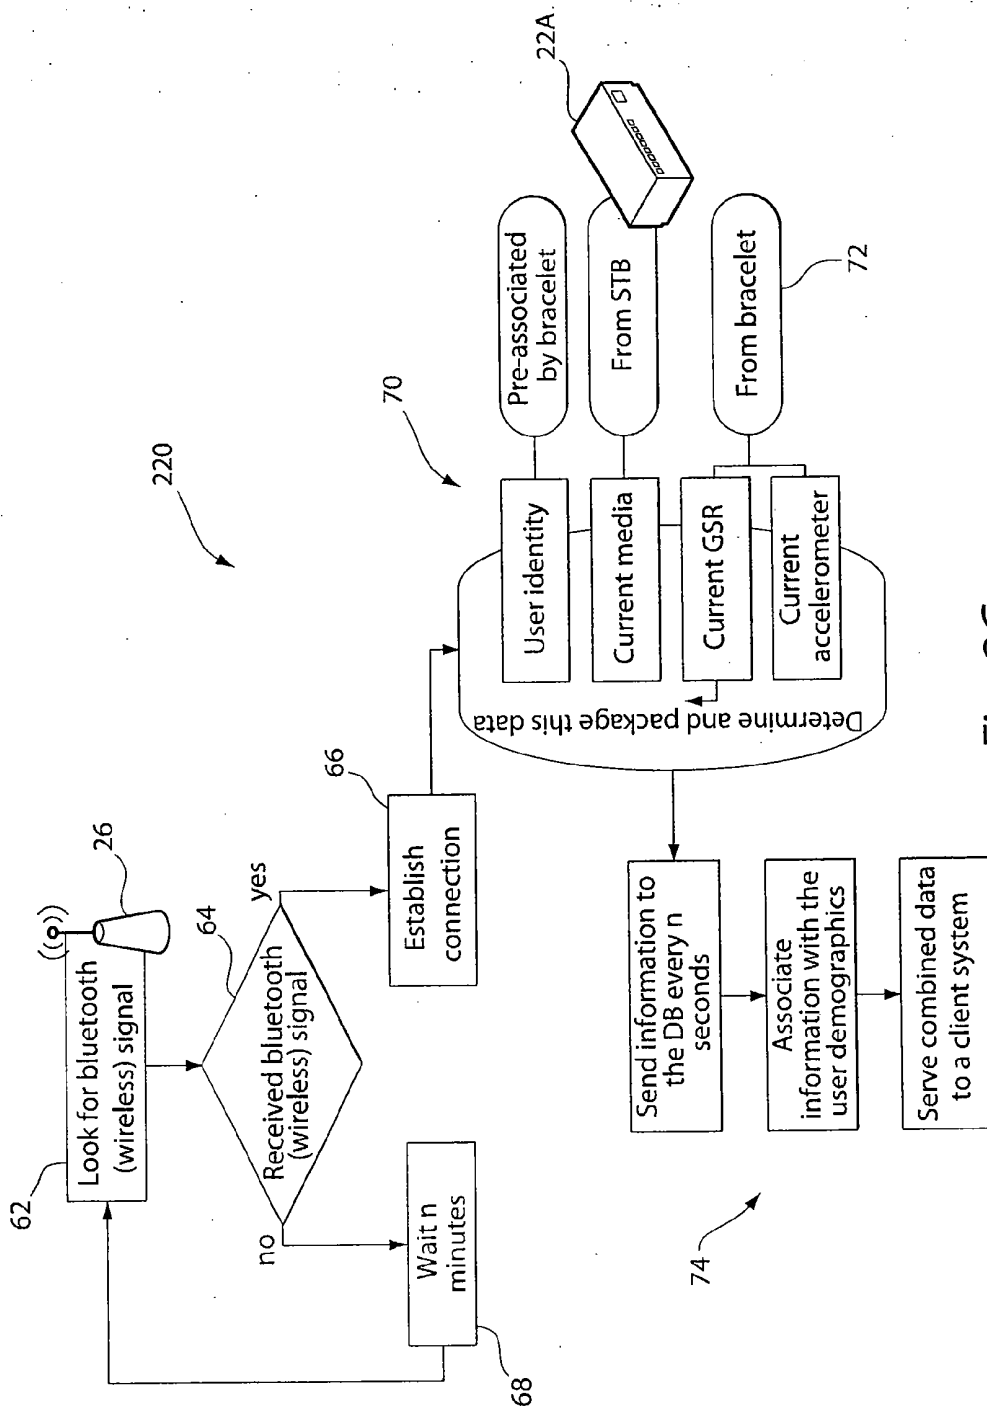 220
26
62
Look for bluetooth
(wireless) signal
64
Received bluetooth
(wireless) signal
yes
no
66
Establish
connection
Wait n
minutes
68
70
User identity
Pre-associated
by bracelet
Current media
From STB
22A
Current GSR
Current
accelerometer
From bracelet
72
Determine and package this data
74
Send information to
the DB every n
seconds
Associate
information with the
user demographics
Serve combined data
to a client system